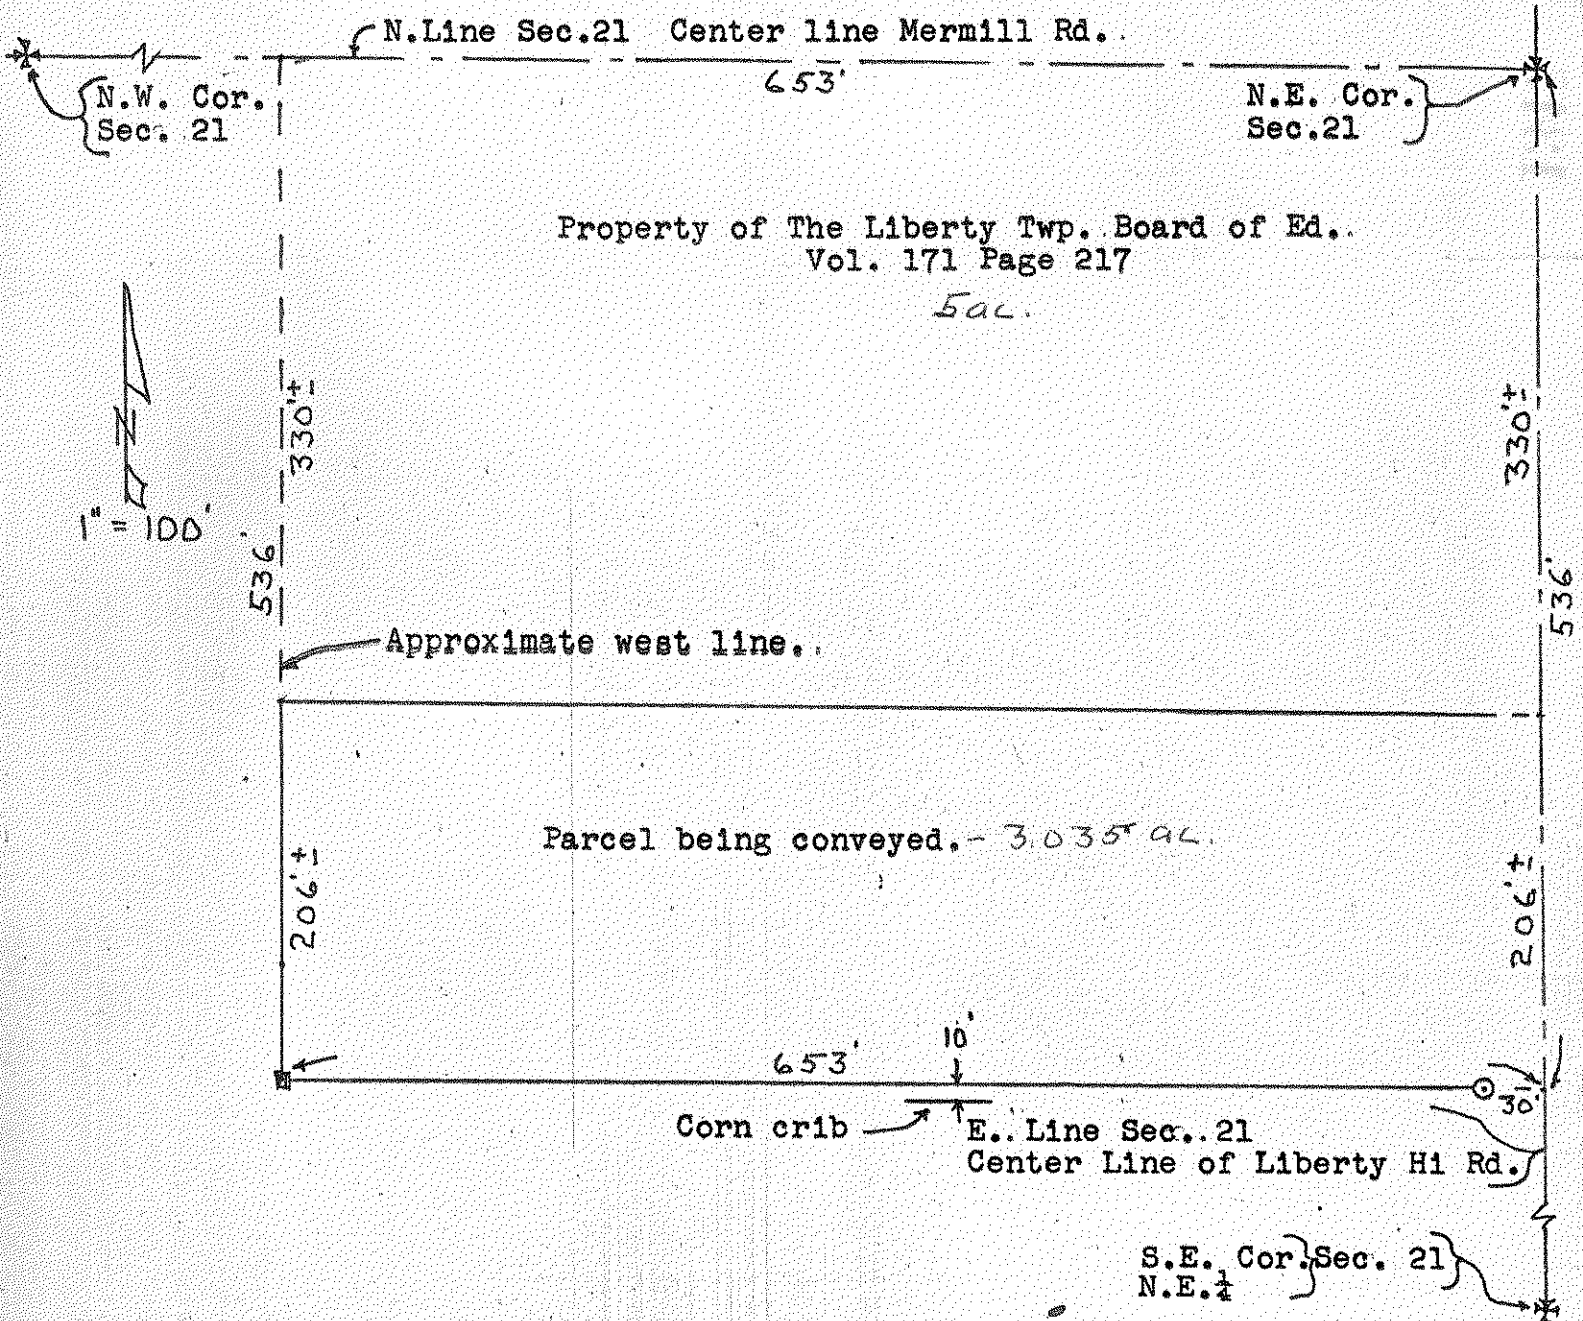 N.Line Sec.21 Center line Mermill Rd.
653'
N.W. Cor.
Sec. 21
N.E. Cor.
Sec.21
Property of The Liberty Twp. Board of Ed.
Vol. 171 Page 217
5 ac.
N
1" = 100'
330'±
330'±
536'
536'
Approximate west line.
Parcel being conveyed. - 3.035 ac.
206'±
206'±
10'
653'
30'
Corn crib
E. Line Sec. 21
Center Line of Liberty Hi Rd.
S.E. Cor. Sec. 21
N.E.¼